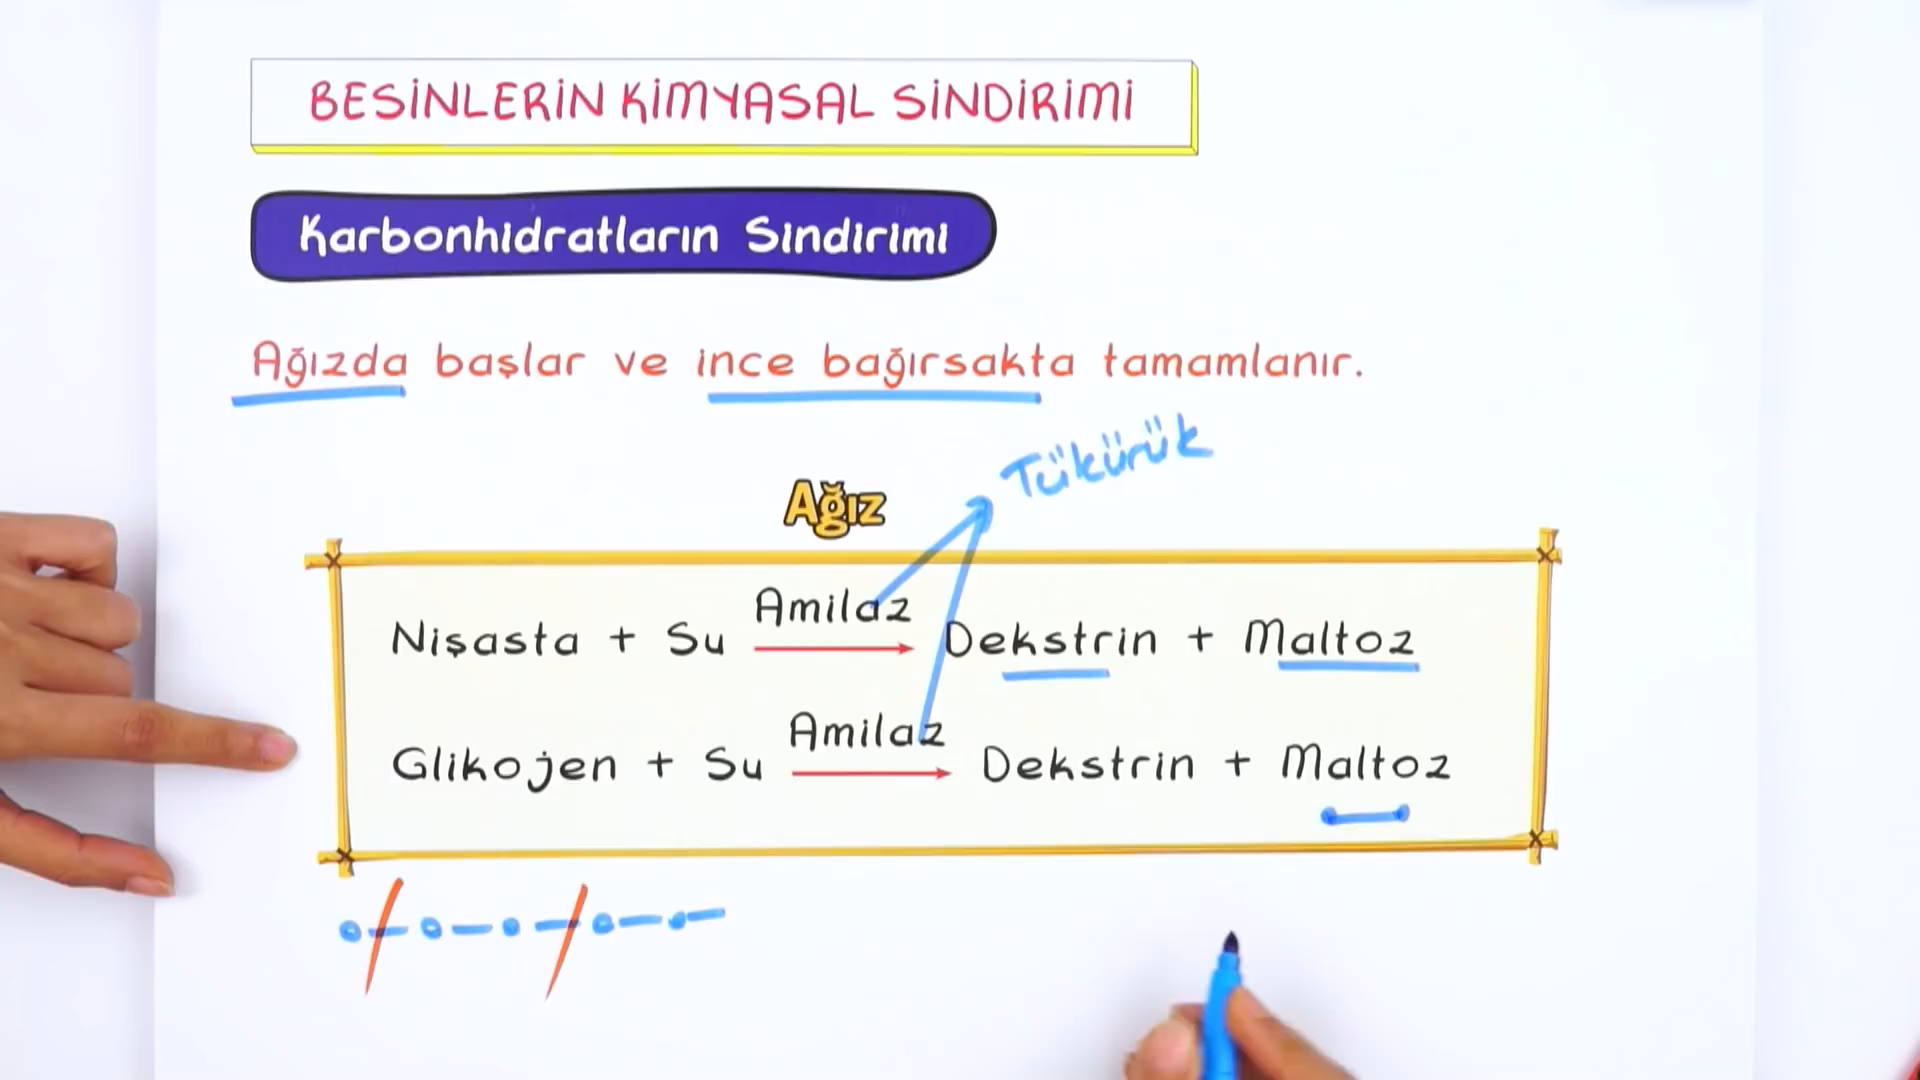 BESİNLERİN KİMYASAL SİNDİRİMİ
Karbonhidratların Sindirimi
Ağızda başlar ve ince bağırsakta tamamlanır.
Tükürük
Ağız
Amilaz
Nişasta + Su Dekstrin + Maltoz
Amilaz
Glikojen + Su Dekstrin + Maltoz